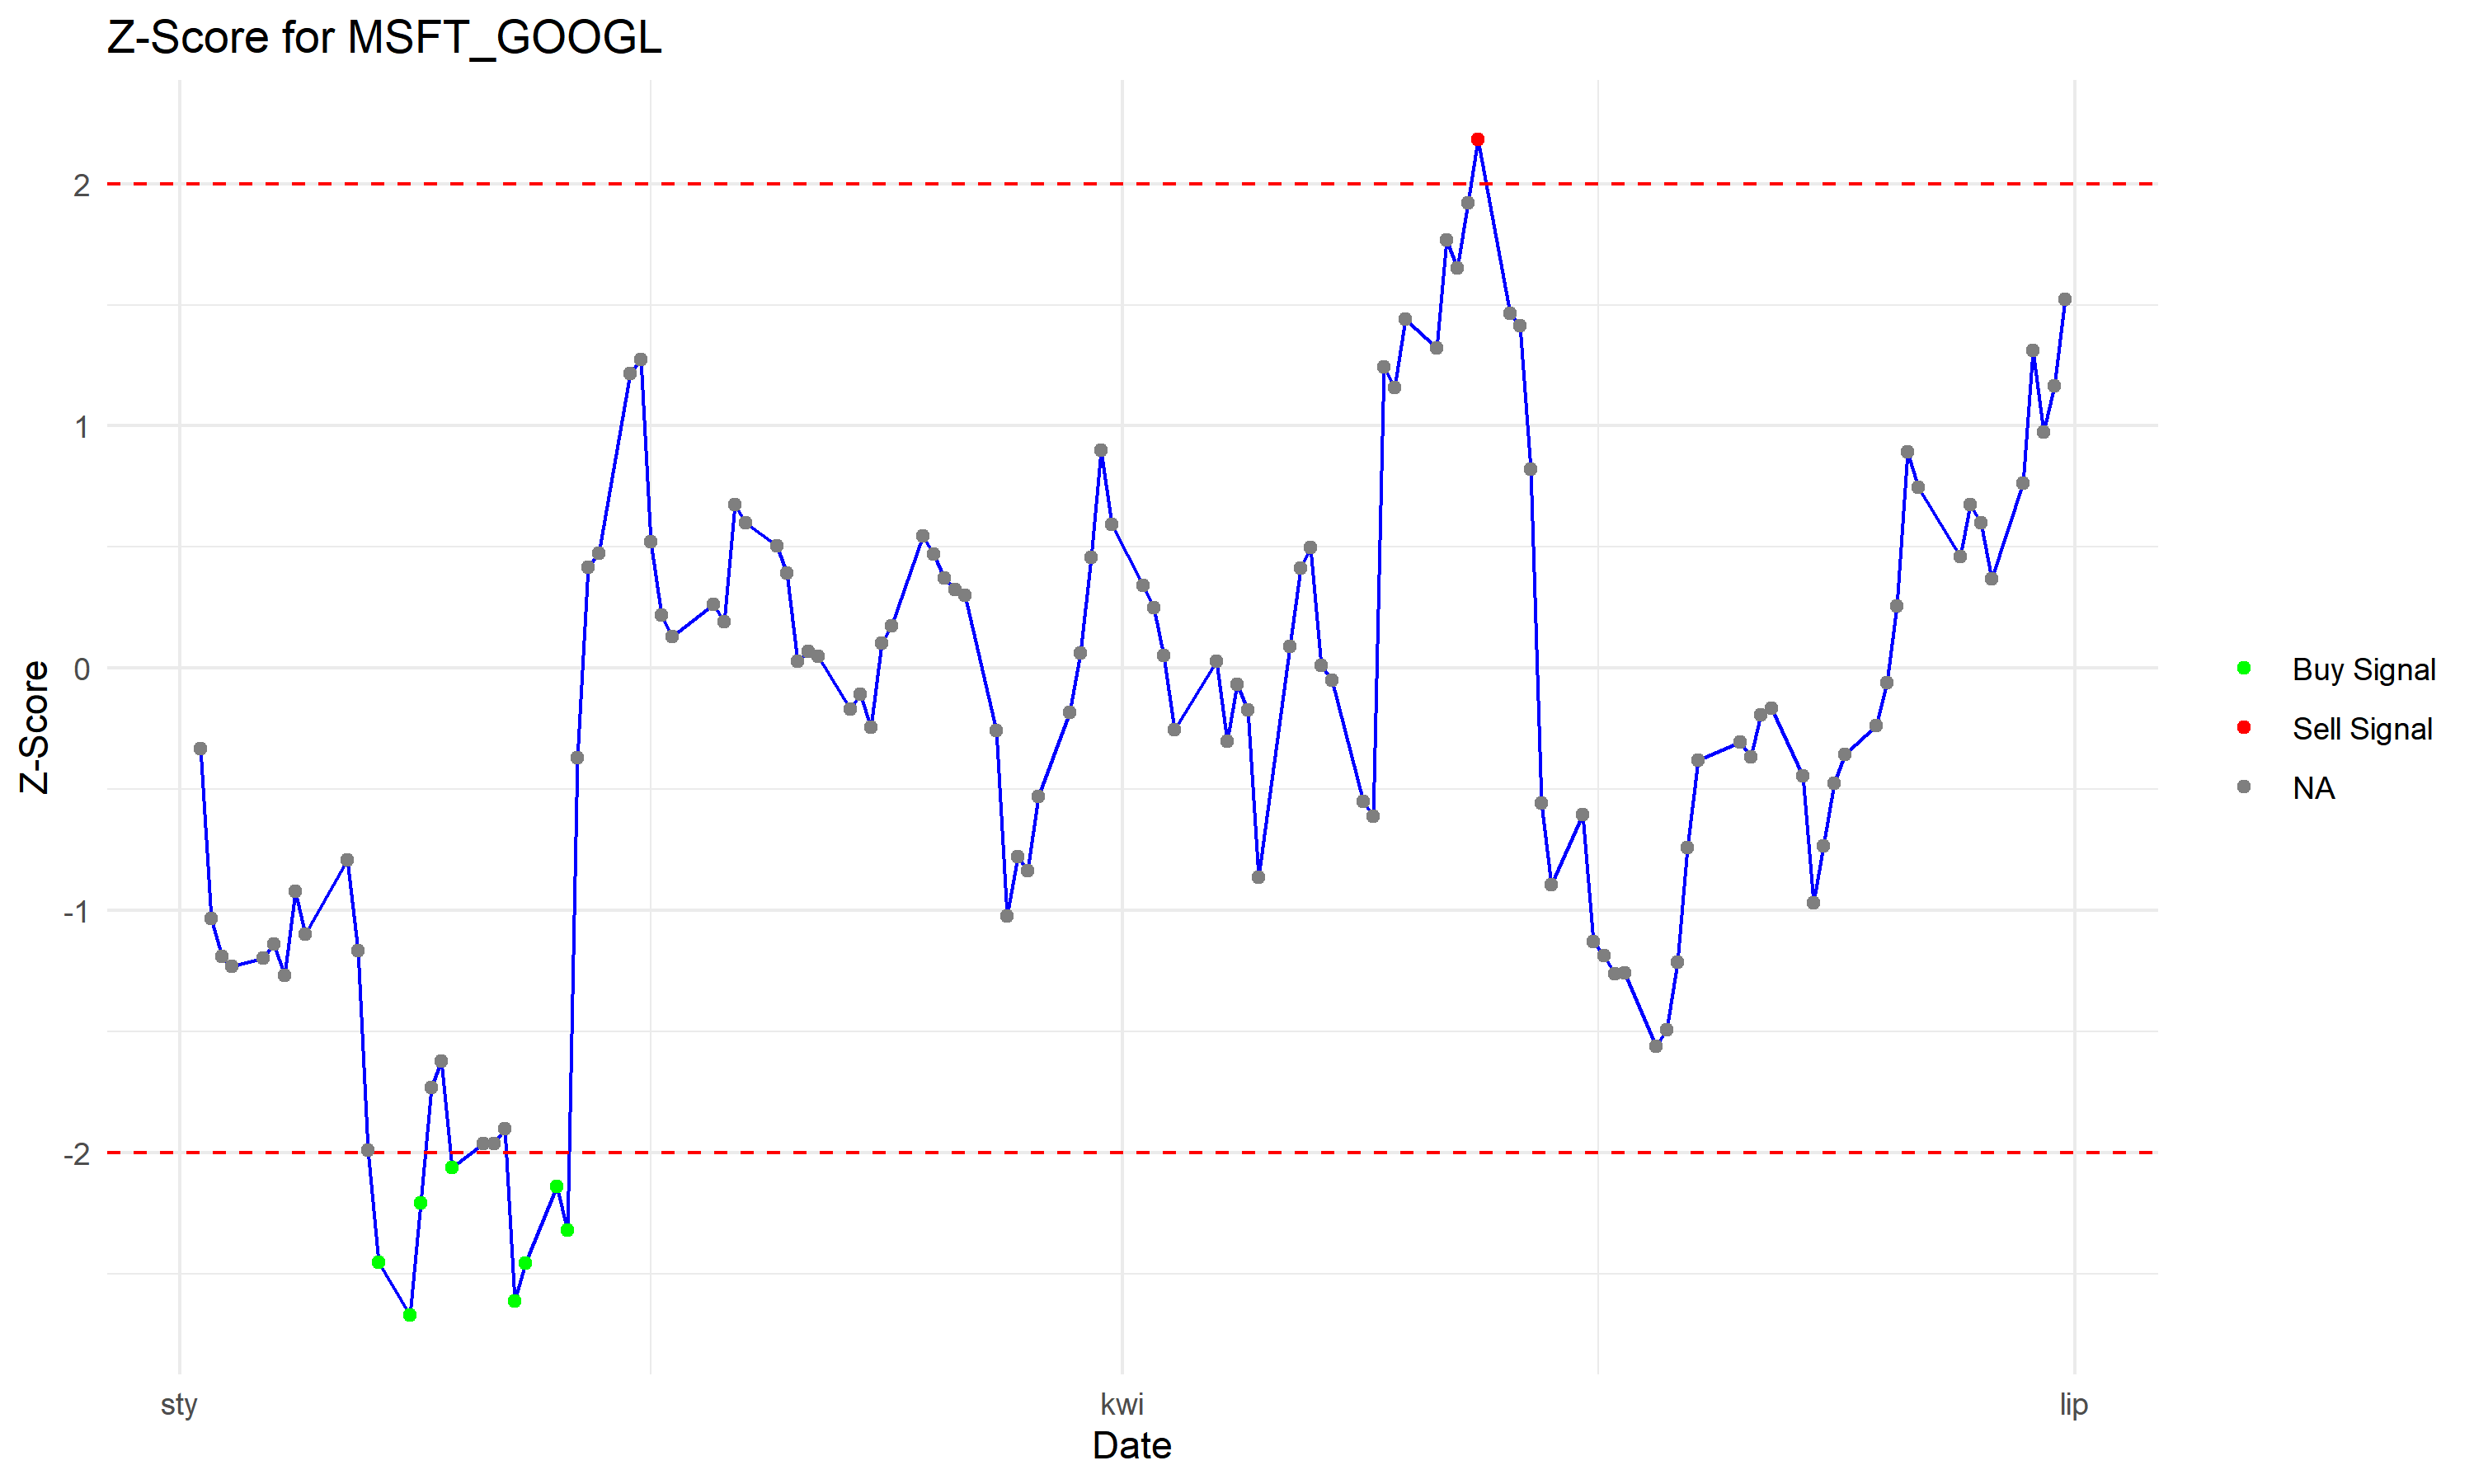 Z-Score for MSFT_GOOGL
2
1
0
-1
-2
Z-Score
sty
kwi
lip
Date
Buy Signal
Sell Signal
NA